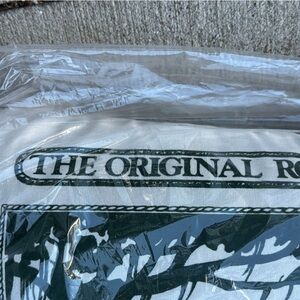 THE ORIGINAL RO